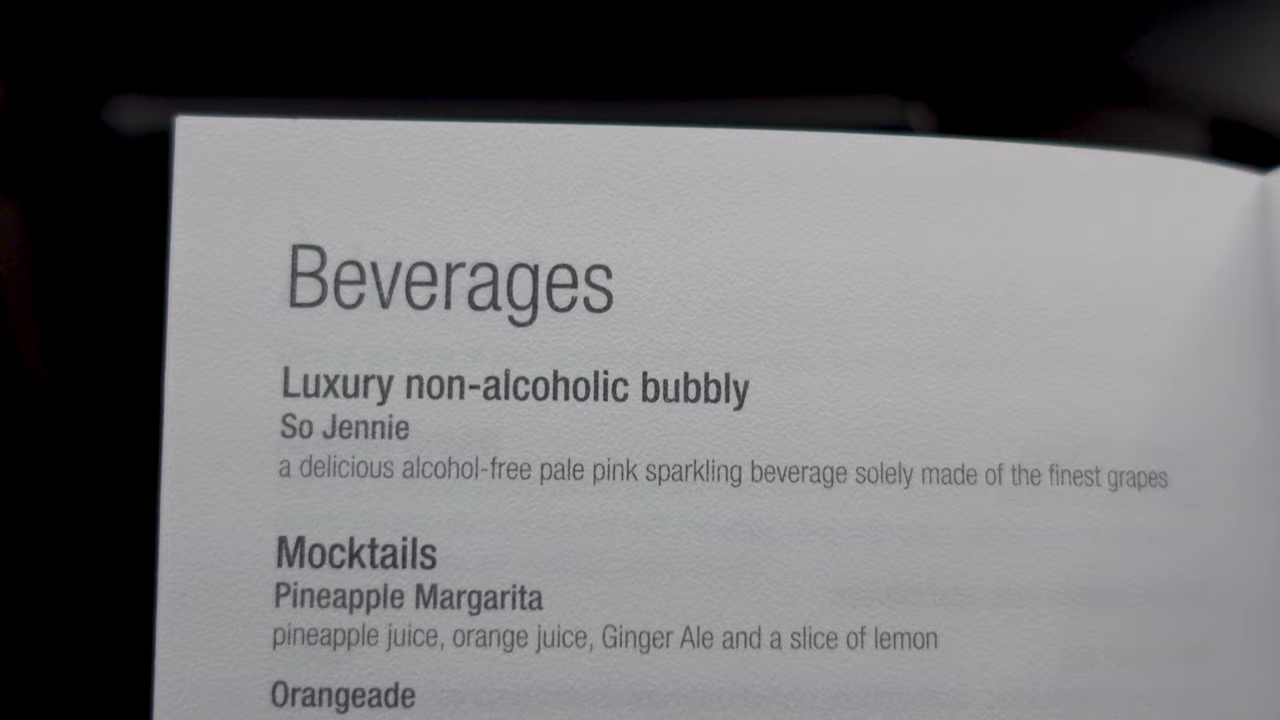 Beverages
Luxury non-alcoholic bubbly
So Jennie
a delicious alcohol-free pale pink sparkling beverage solely made of the finest grapes
Mocktails
Pineapple Margarita
pineapple juice, orange juice, Ginger Ale and a slice of lemon
Orangeade